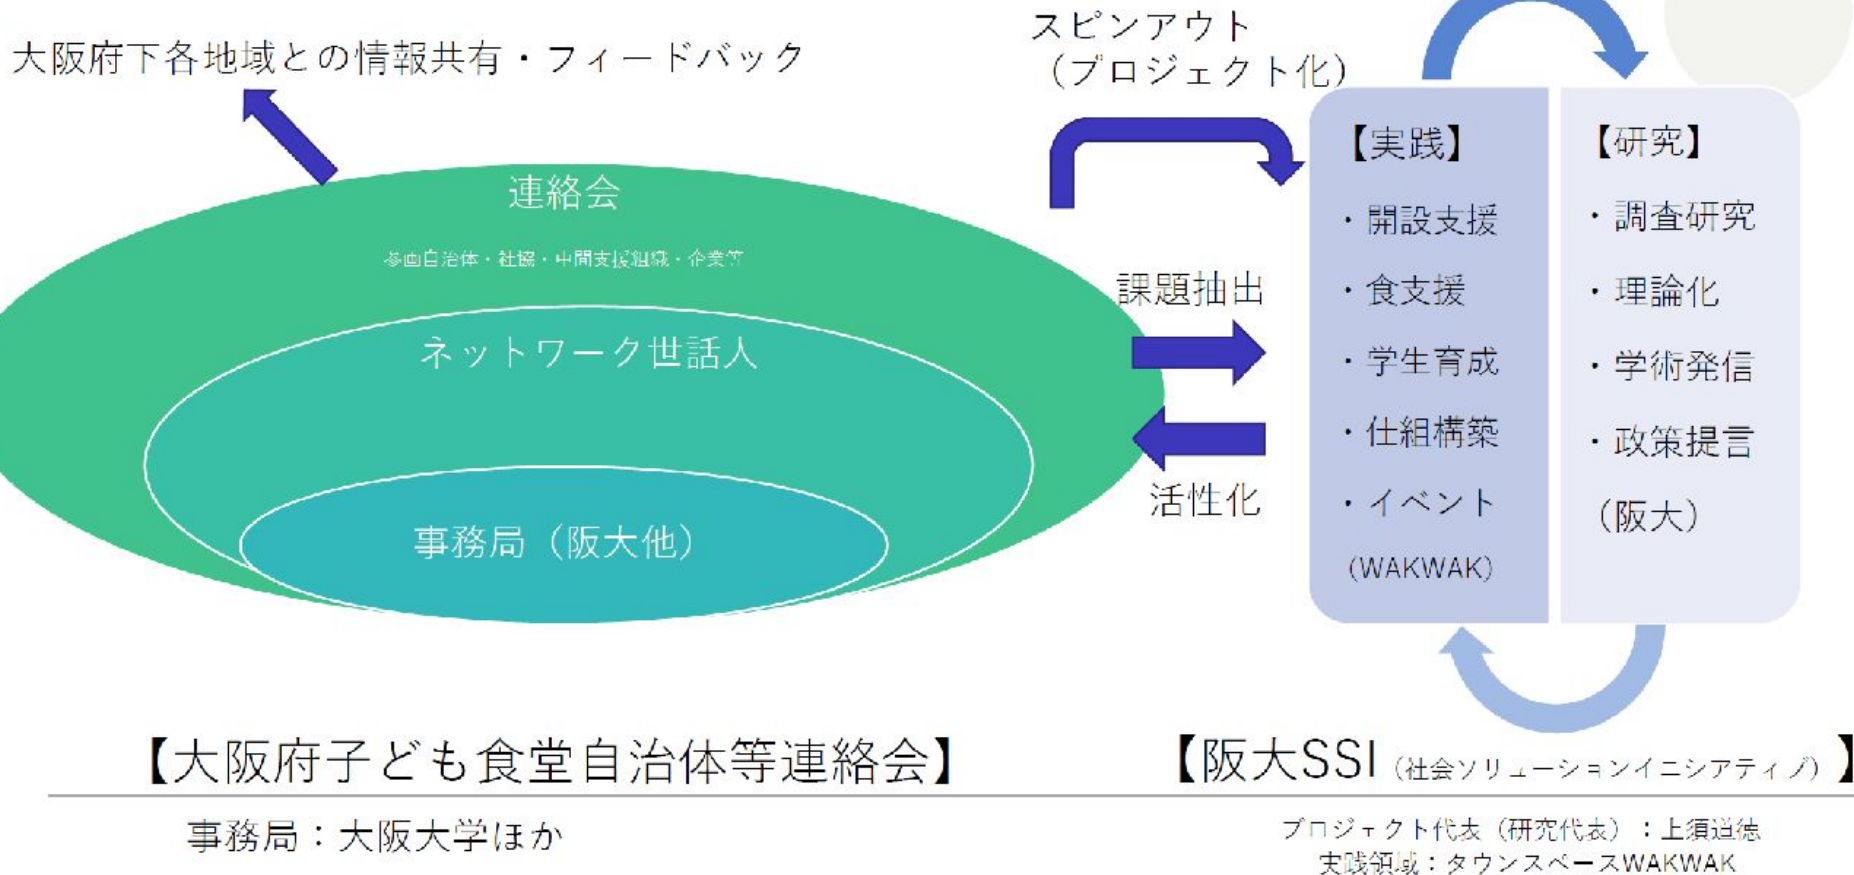 大阪府下各地域との情報共有・フィードバック
スピンアウト
（プロジェクト化）
連絡会
参画自治体・社協・中間支援組織・企業等
ネットワーク世話人
事務局（阪大他）
課題抽出
活性化
【実践】
・開設支援
・食支援
・学生育成
・仕組構築
・イベント
(WAKWAK)
【研究】
・調査研究
・理論化
・学術発信
・政策提言
（阪大）
【大阪府子ども食堂自治体等連絡会】
事務局：大阪大学ほか
【阪大SSI（社会ソリューションイニシアティブ）】
プロジェクト代表（研究代表）：上須道徳
実践領域：タウンスペースWAKWAK